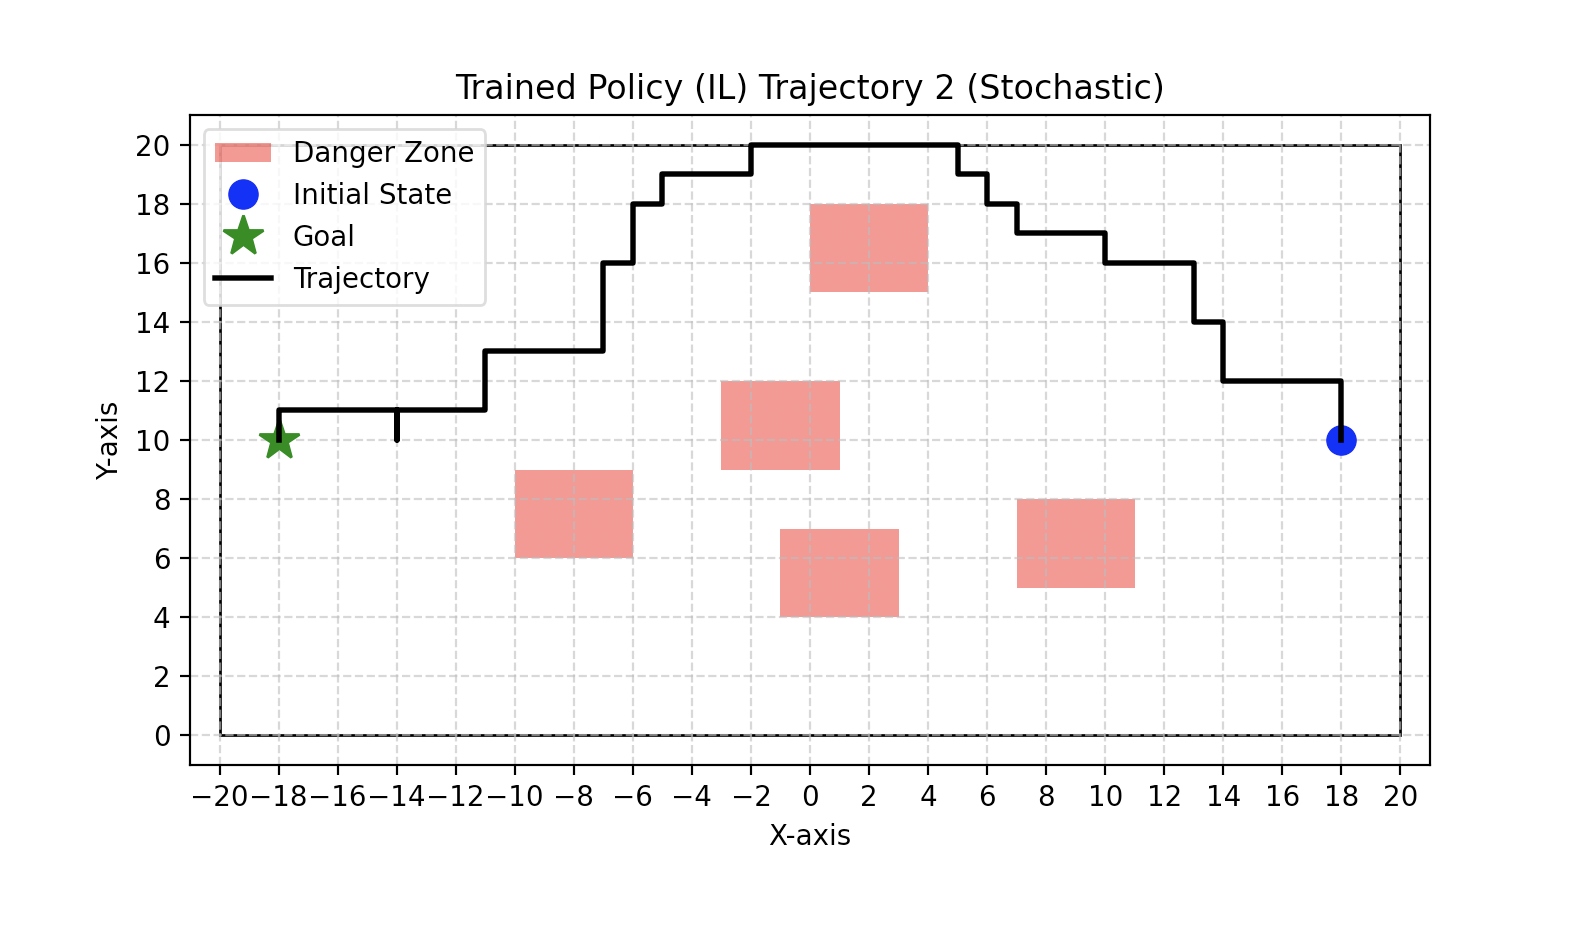 Trained Policy (IL) Trajectory 2 (Stochastic)
Danger Zone
Initial State
Goal
Trajectory
Y-axis
20
18
16
14
12
10
8
6
4
2
0
−20 −18 −16 −14 −12 −10 −8 −6 −4 −2 0 2 4 6 8 10 12 14 16 18 20
X-axis